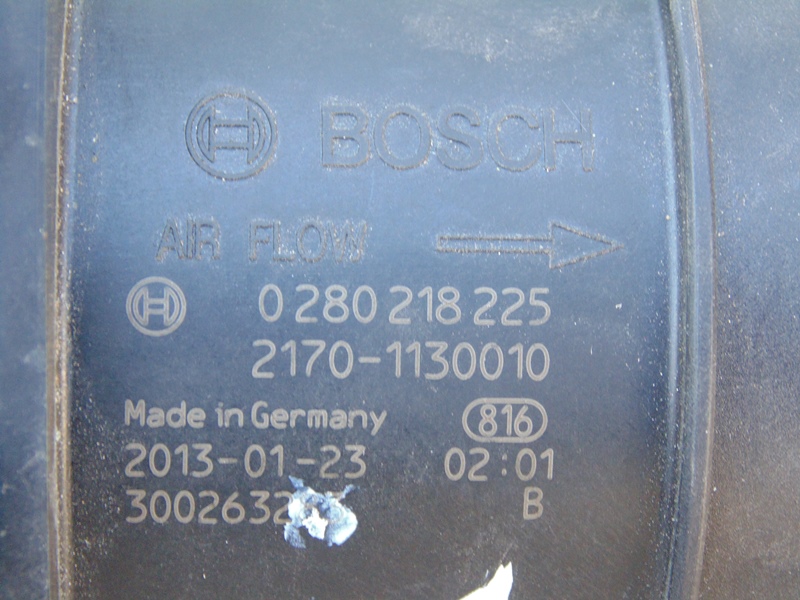 BOSCH
AIR FLOW
0 280 218 225
2170-1130010
Made in Germany 816
2013-01-23 02:01
B